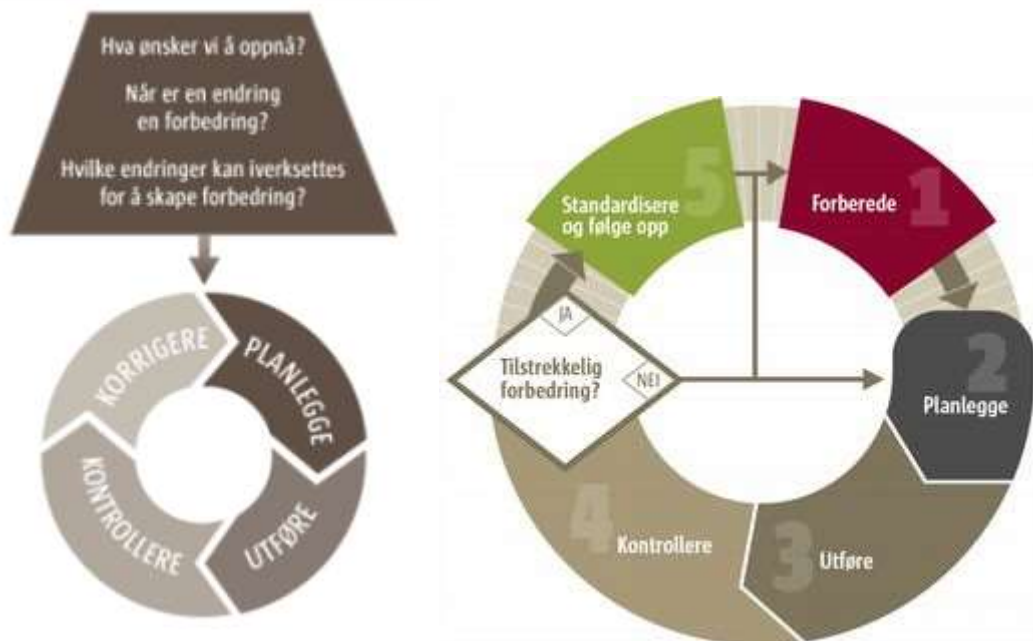 Hva ønsker vi å oppnå?
Når er en endring
en forbedring?
Hvilke endringer kan iverksettes
for å skape forbedring?
KORRIGERE
PLANLEGGE
KONTROLLERE
UTFØRE
5
Standardisere
og følge opp
1
Forberede
JA
Tilstrekkelig
forbedring?
NEI
2
Planlegge
4
Kontrollere
3
Utføre